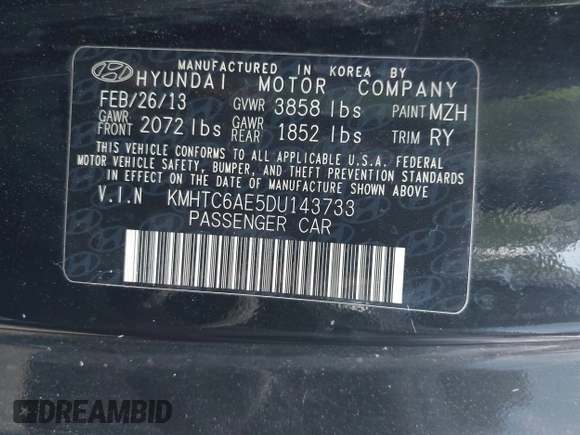 MANUFACTURED IN KOREA BY
HYUNDAI MOTOR COMPANY
FEB/26/13 GVWR 3858 lbs PAINT MZH
GAWR FRONT 2072 lbs GAWR REAR 1852 lbs TRIM RY
THIS VEHICLE CONFORMS TO ALL APPLICABLE U.S.A. FEDERAL
MOTOR VEHICLE SAFETY, BUMPER, AND THEFT PREVENTION STANDARDS
IN EFFECT ON THE DATE OF MANUFACTURE SHOWN ABOVE.
V.I.N KMHTC6AE5DU143733
PASSENGER CAR
DREAMBID